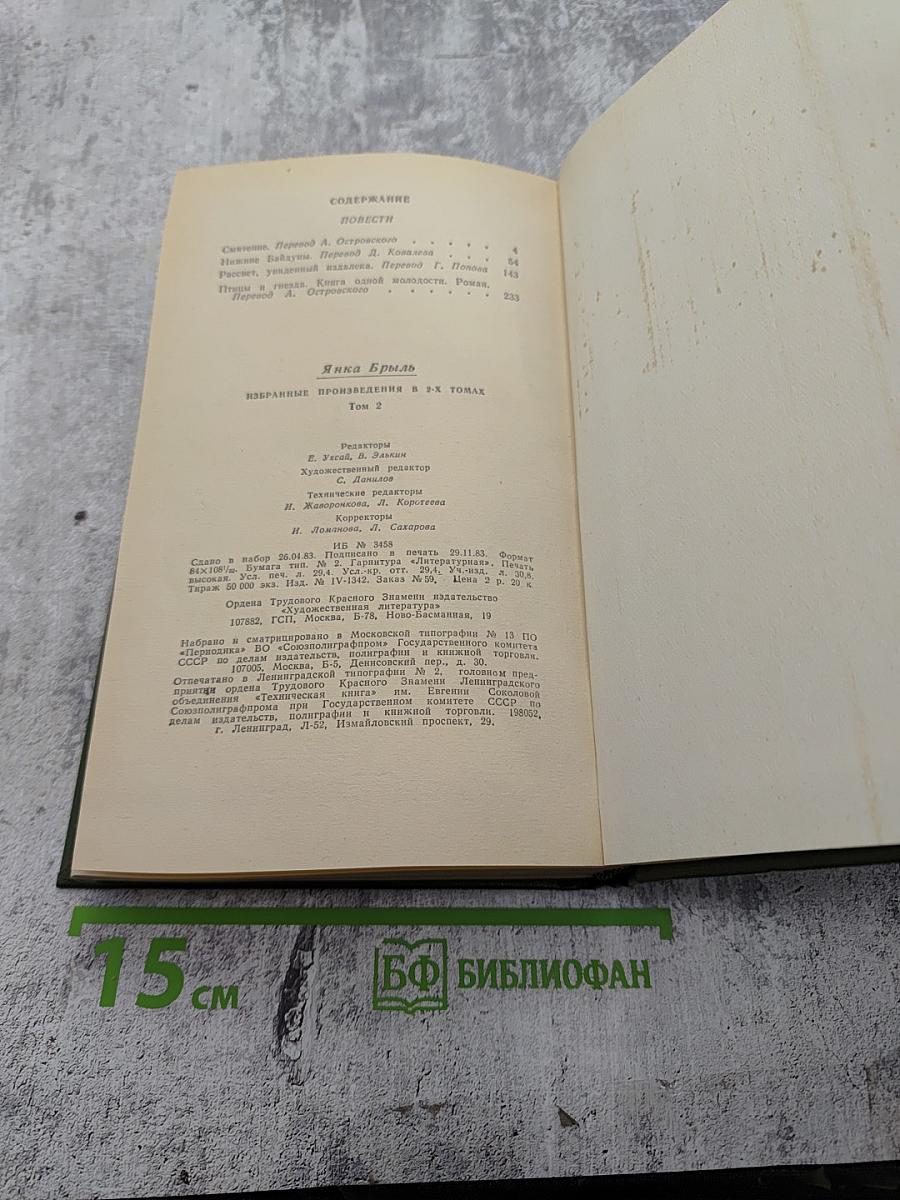 СОДЕРЖАНИЕ
ПОВЕСТИ
Смятение. Перевод А. Островского . . . . . 4
Нижние Байдуны. Перевод Д. Ковалева . . . 64
Рассвет, увиденный издалека. Перевод Г. Попова 143
Птицы и гнезда. Книга одной молодости. Роман.
Перевод А. Островского . . . . . . 233
Янка Брыль
ИЗБРАННЫЕ ПРОИЗВЕДЕНИЯ В 2-Х ТОМАХ
Том 2
Редакторы
Е. Ухсай, В. Элькин
Художественный редактор
С. Данилов
Технические редакторы
И. Жаворонкова, Л. Коротеева
Корректоры
И. Ломанова, Л. Сахарова
ИБ № 3458
Сдано в набор 26.04.83. Подписано в печать 29.11.83. Формат
84×108¹/₃₂. Бумага тип. № 2. Гарнитура «Литературная». Печать
высокая. Усл. печ. л. 29,4. Усл.-кр. отт. 29,4. Уч.-изд. л. 30,8.
Тираж 50 000 экз. Изд. № IV-1342. Заказ № 59. Цена 2 р. 20 к
Ордена Трудового Красного Знамени издательство
«Художественная литература»
107882, ГСП, Москва, Б-78, Ново-Басманная, 19
Набрано и сматрицировано в Московской типографии № 13 ПО
«Периодика» ВО «Союзполиграфпром» Государственного комитета
СССР по делам издательств, полиграфии и книжной торговли.
107005. Москва, Б-5, Денисовский пер., д. 30.
Отпечатано в Ленинградской типографии № 2, головном пред-
приятии ордена Трудового Красного Знамени Ленинградского
объединения «Техническая книга» им. Евгении Соколовой
Союзполиграфпрома при Государственном комитете СССР по
делам издательств, полиграфии и книжной торговли. 198052,
г. Ленинград, Л-52, Измайловский проспект, 29.
15 см
БФ БИБЛИОФАН